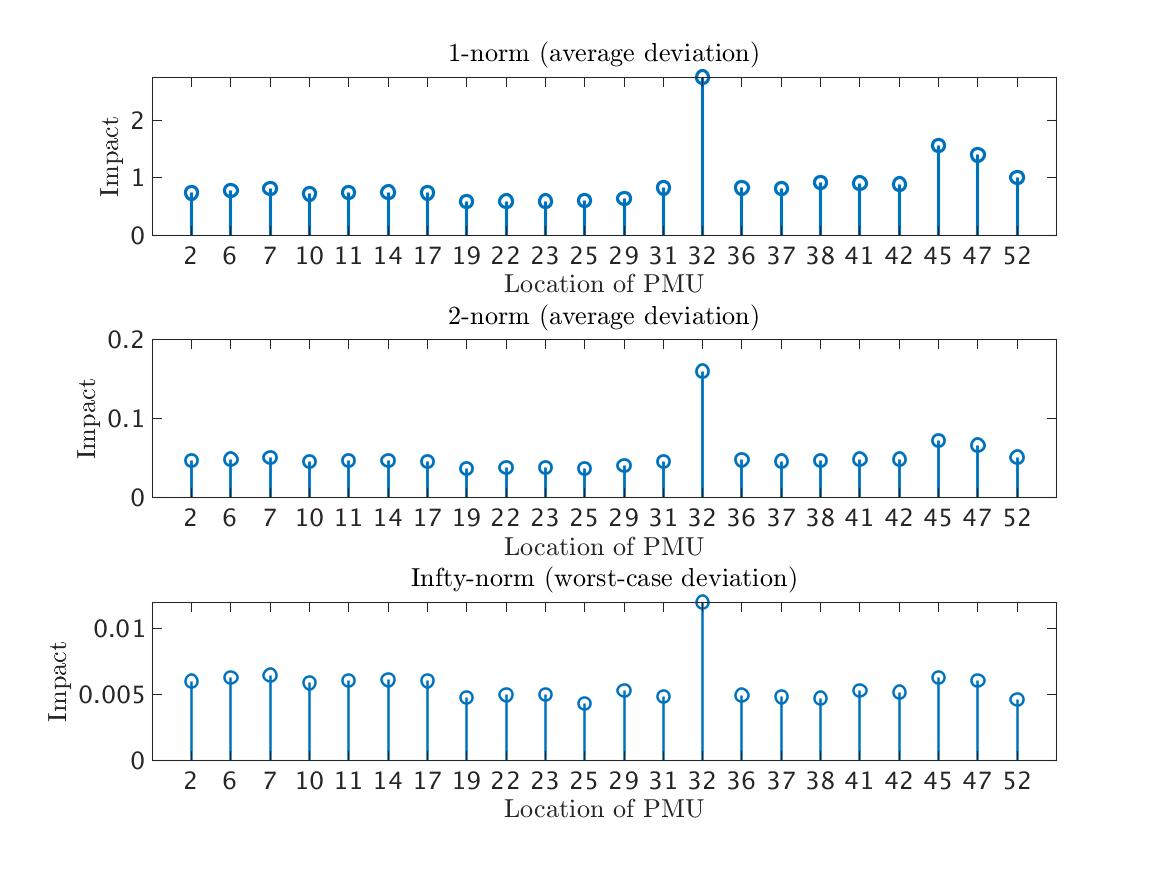 1-norm (average deviation)
Impact
2
1
0
2 6 7 10 11 14 17 19 22 23 25 29 31 32 36 37 38 41 42 45 47 52
Location of PMU
2-norm (average deviation)
Impact
0.2
0.1
0
2 6 7 10 11 14 17 19 22 23 25 29 31 32 36 37 38 41 42 45 47 52
Location of PMU
Infty-norm (worst-case deviation)
Impact
0.01
0.005
0
2 6 7 10 11 14 17 19 22 23 25 29 31 32 36 37 38 41 42 45 47 52
Location of PMU